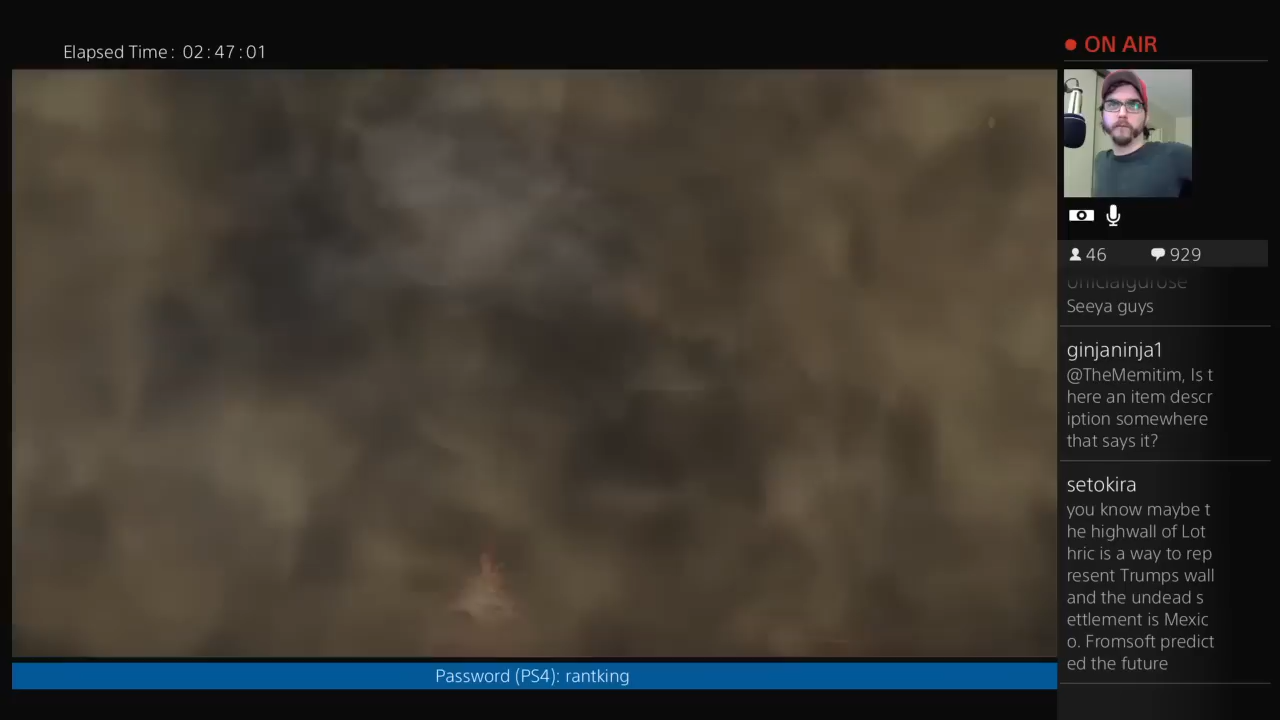 Elapsed Time: 02:47:01
ON AIR
46 929
Seeya guys
ginjaninja1
@TheMemitim, Is t
here an item descr
iption somewhere
that says it?
setokira
you know maybe t
he highwall of Lot
hric is a way to rep
resent Trumps wall
and the undead s
ettlement is Mexic
o. Fromsoft predict
ed the future
Password (PS4): rantking